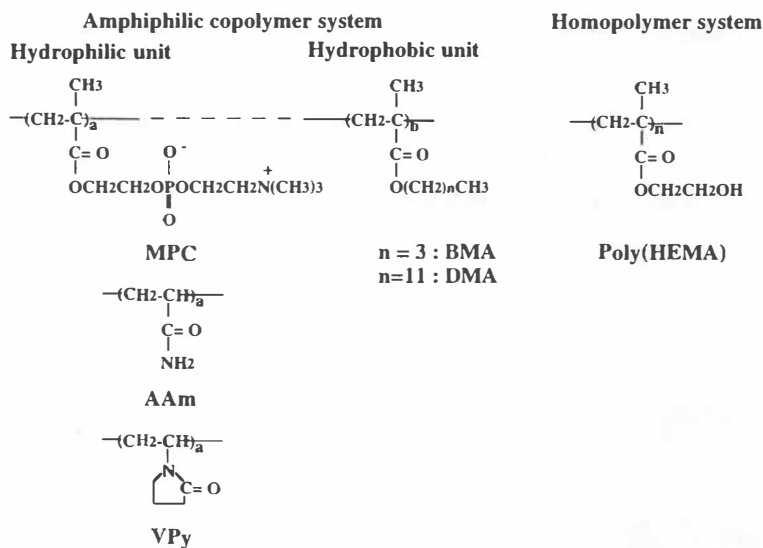 Amphiphilic copolymer system
Homopolymer system
Hydrophilic unit
Hydrophobic unit
CH3
—(CH2-C)a—
C= O
O-
OCH2CH2OPOCH2CH2N(CH3)3
+
O
MPC
CH3
—(CH2-C)b—
C= O
O(CH2)nCH3
n = 3 : BMA
n=11 : DMA
CH3
—(CH2-C)n—
C= O
OCH2CH2OH
Poly(HEMA)
—(CH2-CH)a—
C= O
NH2
AAm
—(CH2-CH)a—
N
C= O
VPy